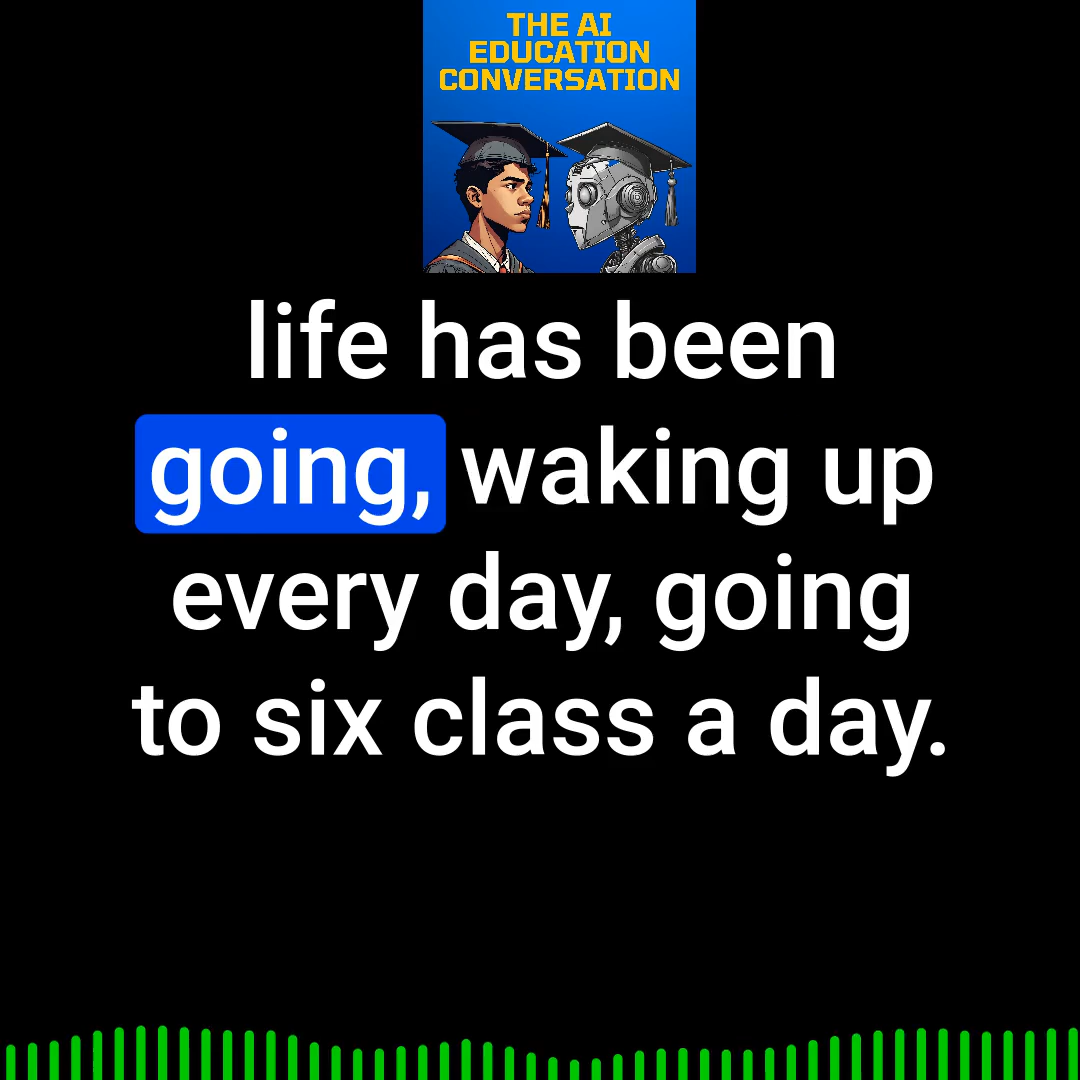 THE AI
EDUCATION
CONVERSATION
life has been
going, waking up
every day, going
to six class a day.